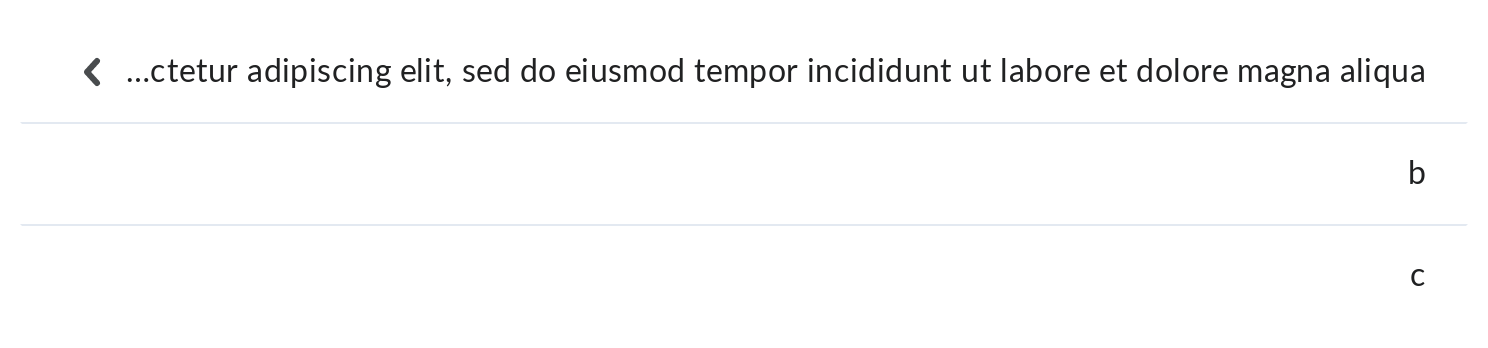 ...ctetur adipiscing elit, sed do eiusmod tempor incididunt ut labore et dolore magna aliqua
b
c